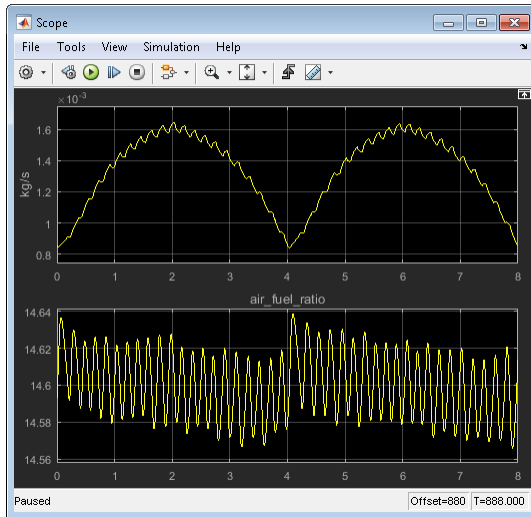 Scope
File Tools View Simulation Help
×10⁻³
1.6
1.4
1.2
1
0.8
kg/s
0 1 2 3 4 5 6 7 8
air_fuel_ratio
14.64
14.62
14.6
14.58
14.56
0 1 2 3 4 5 6 7 8
Paused Offset=880 T=888.000